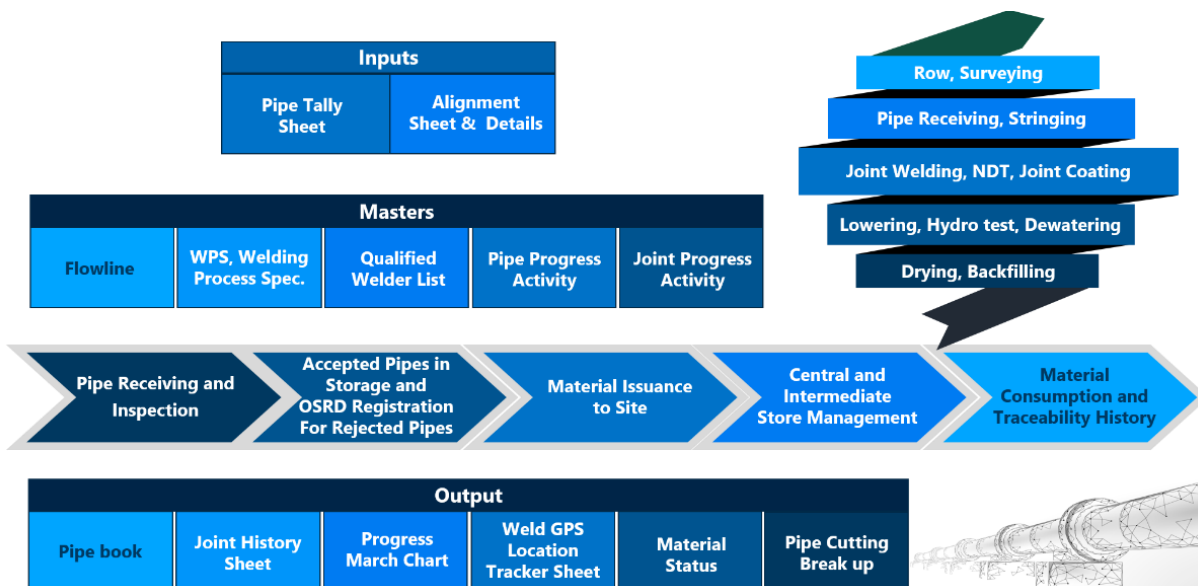 Inputs
Pipe Tally
Sheet
Alignment
Sheet & Details
Row, Surveying
Pipe Receiving, Stringing
Joint Welding, NDT, Joint Coating
Lowering, Hydro test, Dewatering
Drying, Backfilling
Masters
Flowline
WPS, Welding
Process Spec.
Qualified
Welder List
Pipe Progress
Activity
Joint Progress
Activity
Pipe Receiving and
Inspection
Accepted Pipes in
Storage and
OSRD Registration
For Rejected Pipes
Material Issuance
to Site
Central and
Intermediate
Store Management
Material
Consumption and
Traceability History
Output
Pipe book
Joint History
Sheet
Progress
March Chart
Weld GPS
Location
Tracker Sheet
Material
Status
Pipe Cutting
Break up